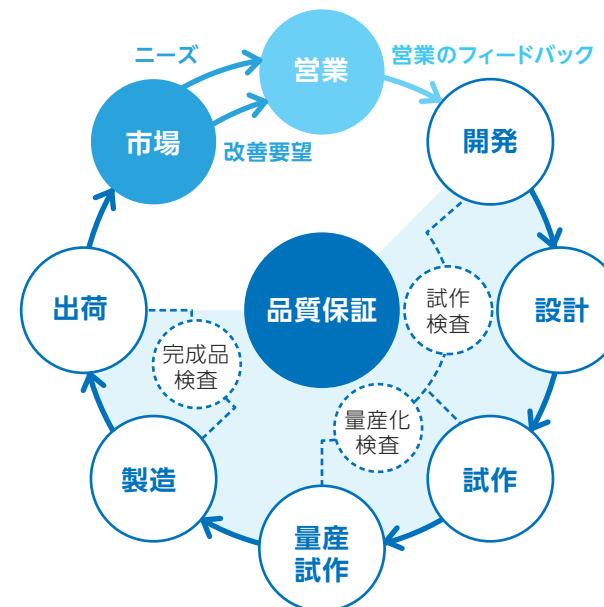 ニーズ
営業
営業のフィードバック
市場
改善要望
開発
出荷
品質保証
試作
検査
設計
完成品
検査
量産化
検査
製造
試作
量産
試作